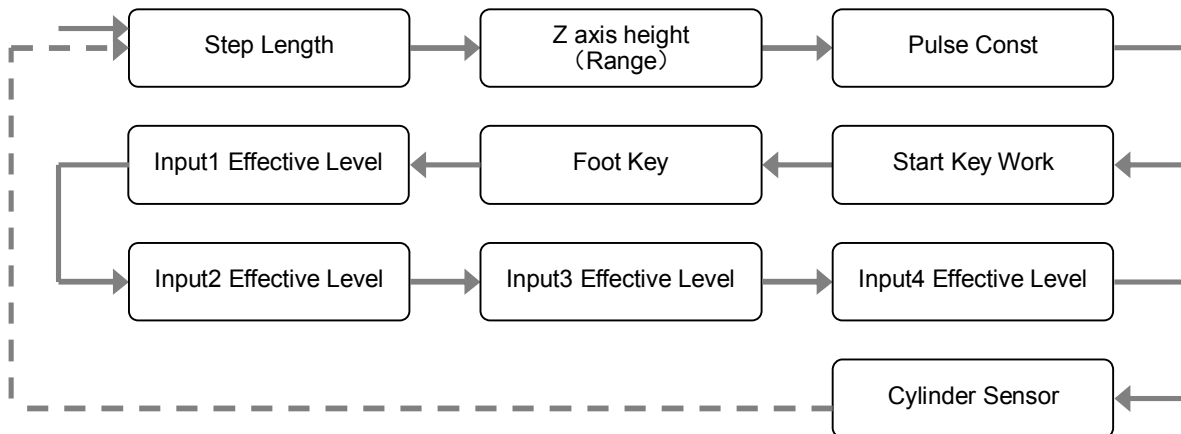 Step Length
Z axis height
（Range）
Pulse Const
Input1 Effective Level
Foot Key
Start Key Work
Input2 Effective Level
Input3 Effective Level
Input4 Effective Level
Cylinder Sensor